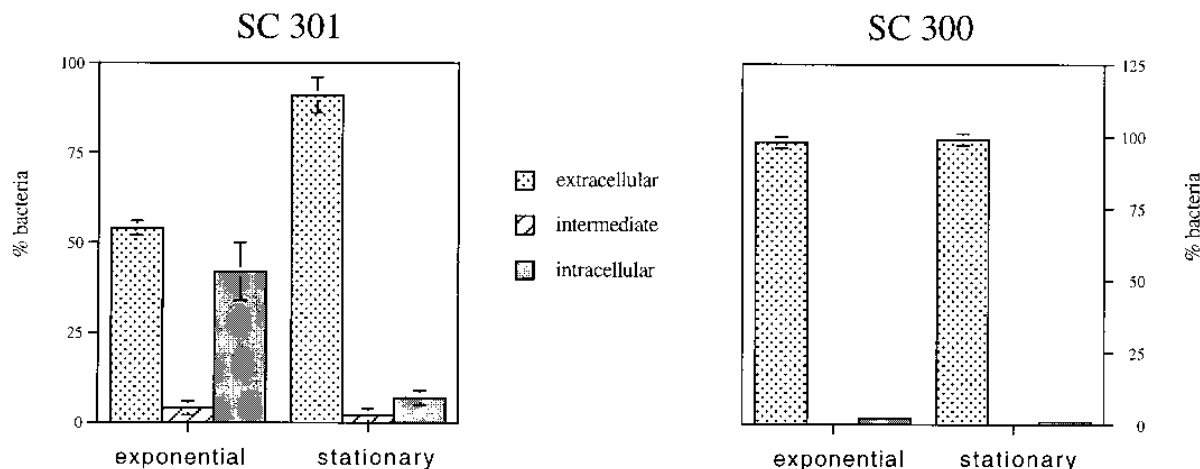 SC 301
SC 300
100
75
50
25
0
% bacteria
exponential
stationary
extracellular
intermediate
intracellular
125
100
75
50
25
0
% bacteria
exponential
stationary